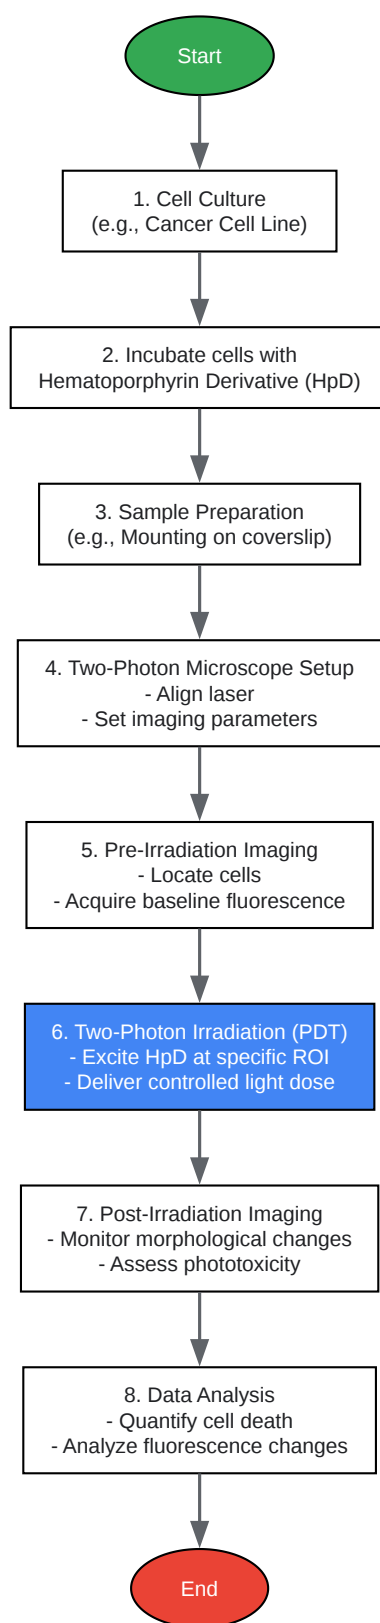 Start
1. Cell Culture
(e.g., Cancer Cell Line)
2. Incubate cells with
Hematoporphyrin Derivative (HpD)
3. Sample Preparation
(e.g., Mounting on coverslip)
4. Two-Photon Microscope Setup
- Align laser
- Set imaging parameters
5. Pre-Irradiation Imaging
- Locate cells
- Acquire baseline fluorescence
6. Two-Photon Irradiation (PDT)
- Excite HpD at specific ROI
- Deliver controlled light dose
7. Post-Irradiation Imaging
- Monitor morphological changes
- Assess phototoxicity
8. Data Analysis
- Quantify cell death
- Analyze fluorescence changes
End